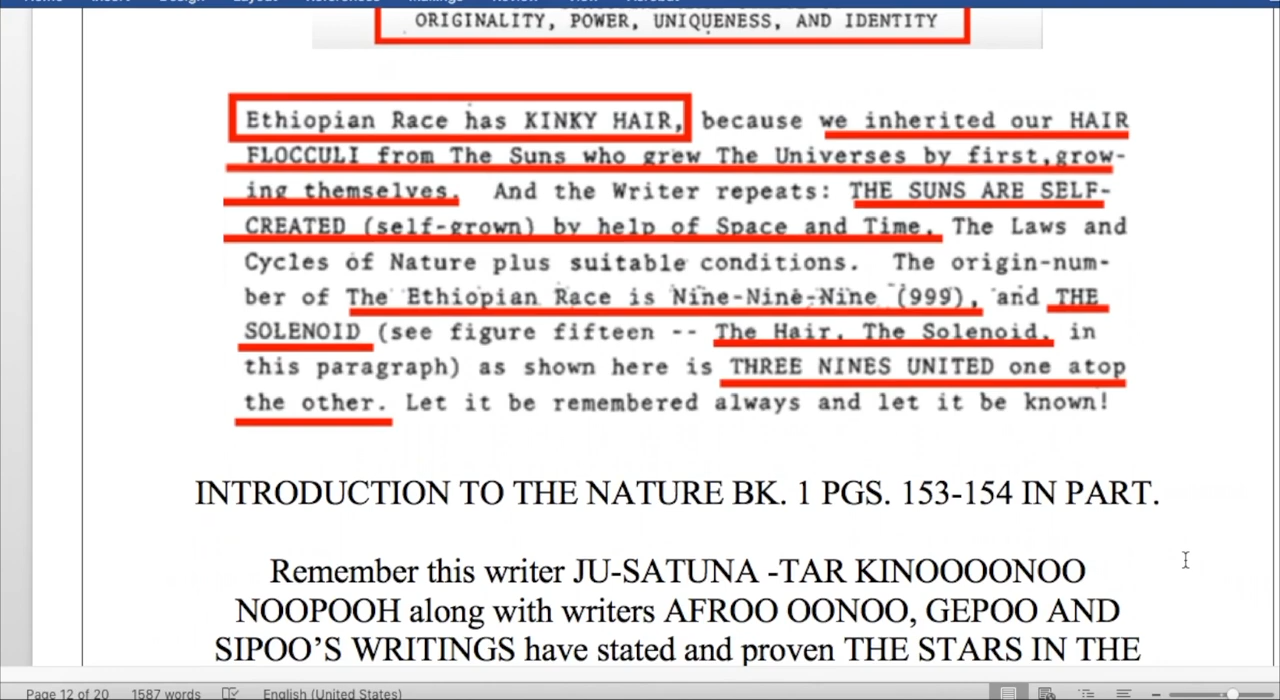 ORIGINALITY, POWER, UNIQUENESS, AND IDENTITY
Ethiopian Race has KINKY HAIR, because we inherited our HAIR
FLOCCULI from The Suns who grew The Universes by first,grow-
ing themselves. And the Writer repeats: THE SUNS ARE SELF-
CREATED (self-grown) by help of Space and Time. The Laws and
Cycles of Nature plus suitable conditions. The origin-num-
ber of The Ethiopian Race is Nine-Nine-Nine (999), and THE
SOLENOID (see figure fifteen -- The Hair. The Solenoid. in
this paragraph) as shown here is THREE NINES UNITED one atop
the other. Let it be remembered always and let it be known!
INTRODUCTION TO THE NATURE BK. 1 PGS. 153-154 IN PART.
Remember this writer JU-SATUNA -TAR KINOOOONOO
NOOPOOH along with writers AFROO OONOO, GEPOO AND
SIPOO'S WRITINGS have stated and proven THE STARS IN THE
Page 12 of 20 1587 words English (United States)